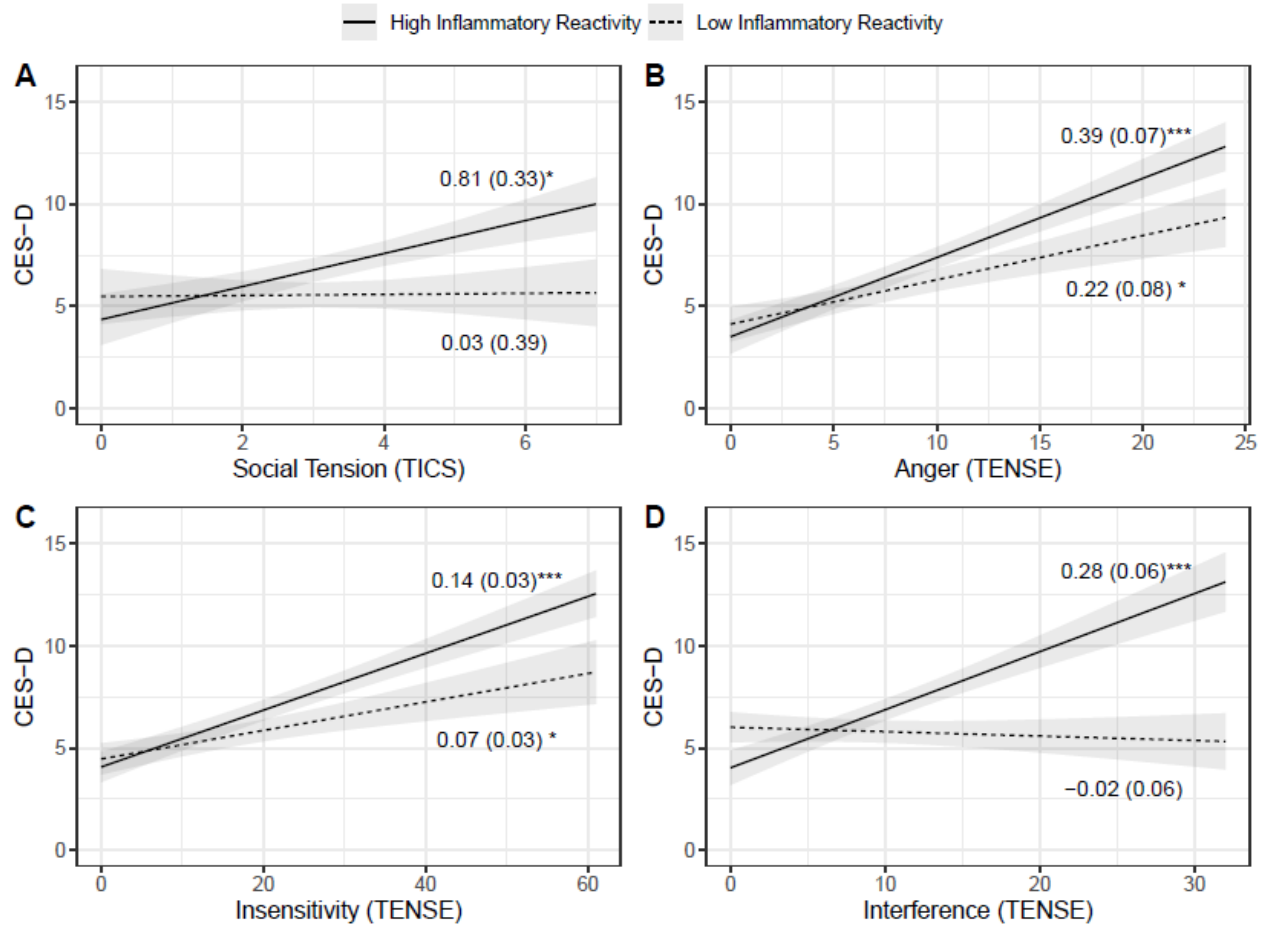 High Inflammatory Reactivity Low Inflammatory Reactivity
A
15
10
5
0
CES−D
0.81 (0.33)*
0.03 (0.39)
0 2 4 6
Social Tension (TICS)
B
15
10
5
0
CES−D
0.39 (0.07)***
0.22 (0.08) *
0 5 10 15 20 25
Anger (TENSE)
C
15
10
5
0
CES−D
0.14 (0.03)***
0.07 (0.03) *
0 20 40 60
Insensitivity (TENSE)
D
15
10
5
0
CES−D
0.28 (0.06)***
−0.02 (0.06)
0 10 20 30
Interference (TENSE)